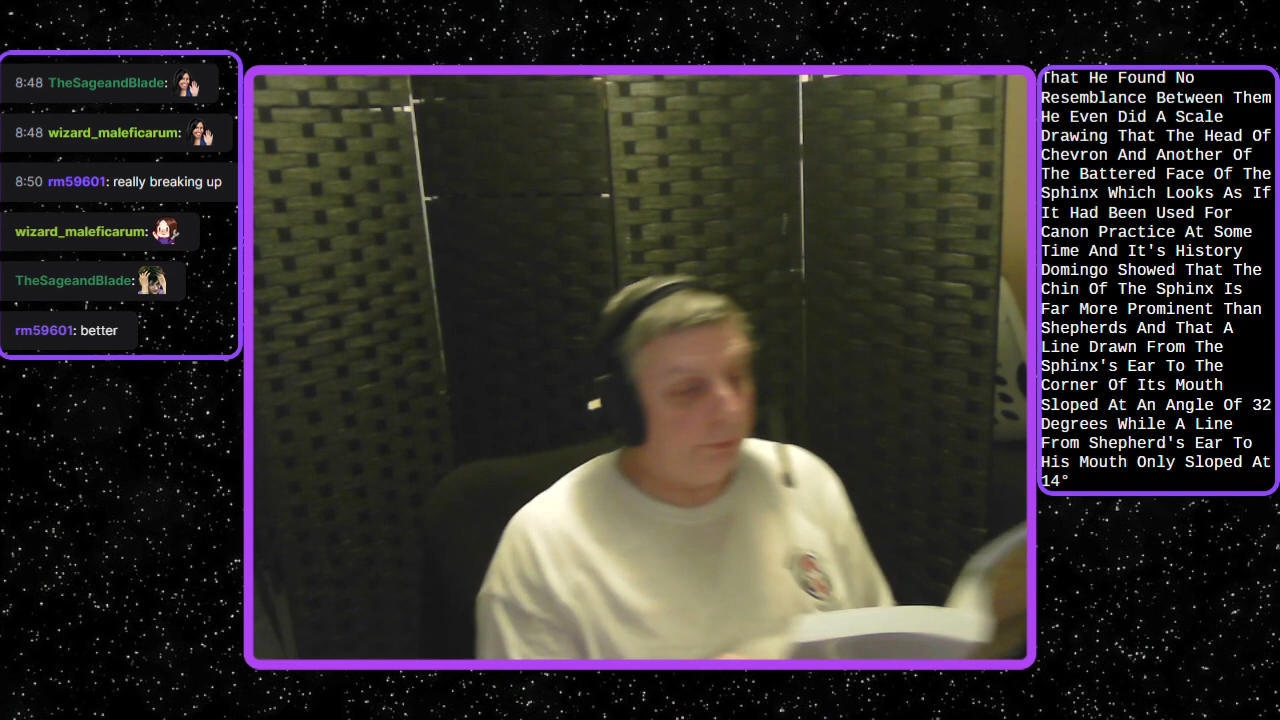 8:48 TheSageandBlade:
8:48 wizard_maleficarum:
8:50 rm59601: really breaking up
wizard_maleficarum:
TheSageandBlade:
rm59601: better
That He Found No
Resemblance Between Them
He Even Did A Scale
Drawing That The Head Of
Chevron And Another Of
The Battered Face Of The
Sphinx Which Looks As If
It Had Been Used For
Canon Practice At Some
Time And It's History
Domingo Showed That The
Chin Of The Sphinx Is
Far More Prominent Than
Shepherds And That A
Line Drawn From The
Sphinx's Ear To The
Corner Of Its Mouth
Sloped At An Angle Of 32
Degrees While A Line
From Shepherd's Ear To
His Mouth Only Sloped At
14°